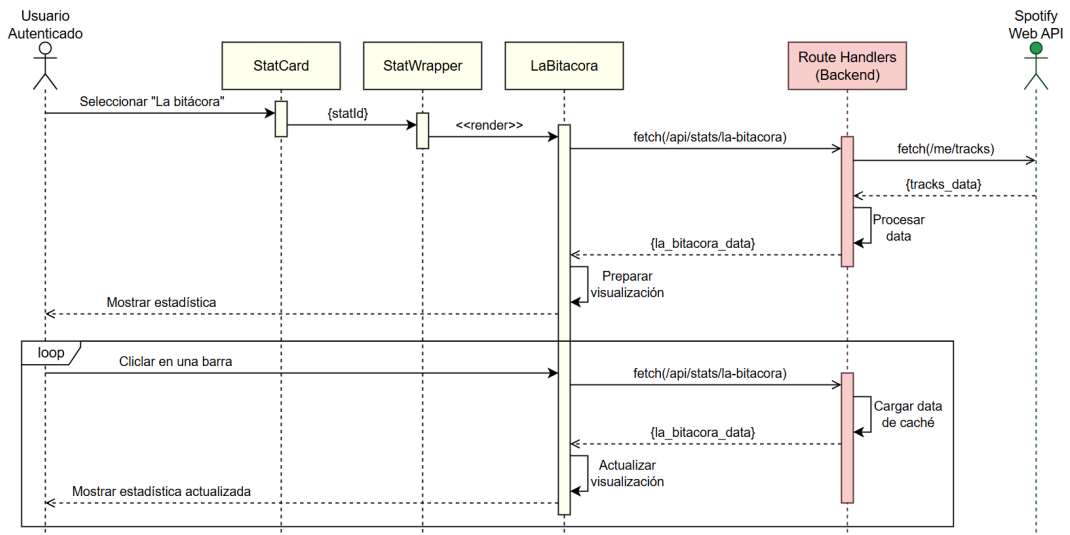 Usuario
Autenticado
Spotify
Web API
StatCard
StatWrapper
LaBitacora
Route Handlers
(Backend)
Seleccionar "La bitácora"
{statId}
<<render>>
fetch(/api/stats/la-bitacora)
fetch(/me/tracks)
{tracks_data}
Procesar
data
{la_bitacora_data}
Preparar
visualización
Mostrar estadística
loop
Cliclar en una barra
fetch(/api/stats/la-bitacora)
Cargar data
de caché
{la_bitacora_data}
Actualizar
visualización
Mostrar estadística actualizada